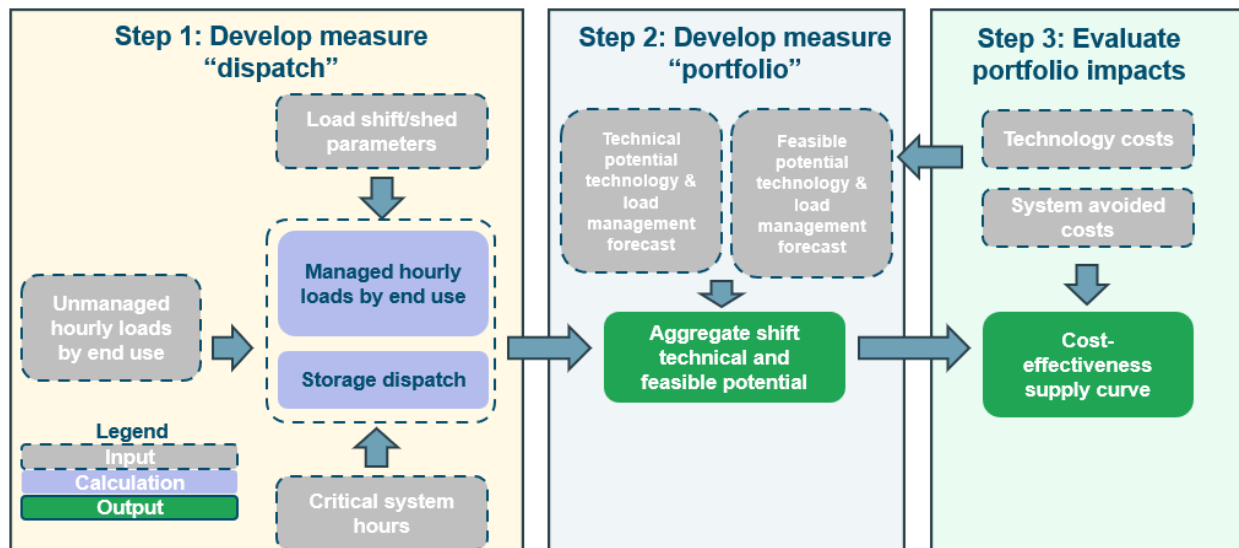 Step 1: Develop measure
“dispatch”
Load shift/shed
parameters
Unmanaged
hourly loads
by end use
Managed hourly
loads by end use
Storage dispatch
Critical system
hours
Legend
Input
Calculation
Output
Step 2: Develop measure
“portfolio”
Technical
potential
technology &
load
management
forecast
Feasible
potential
technology &
load
management
forecast
Aggregate shift
technical and
feasible potential
Step 3: Evaluate
portfolio impacts
Technology costs
System avoided
costs
Cost-
effectiveness
supply curve